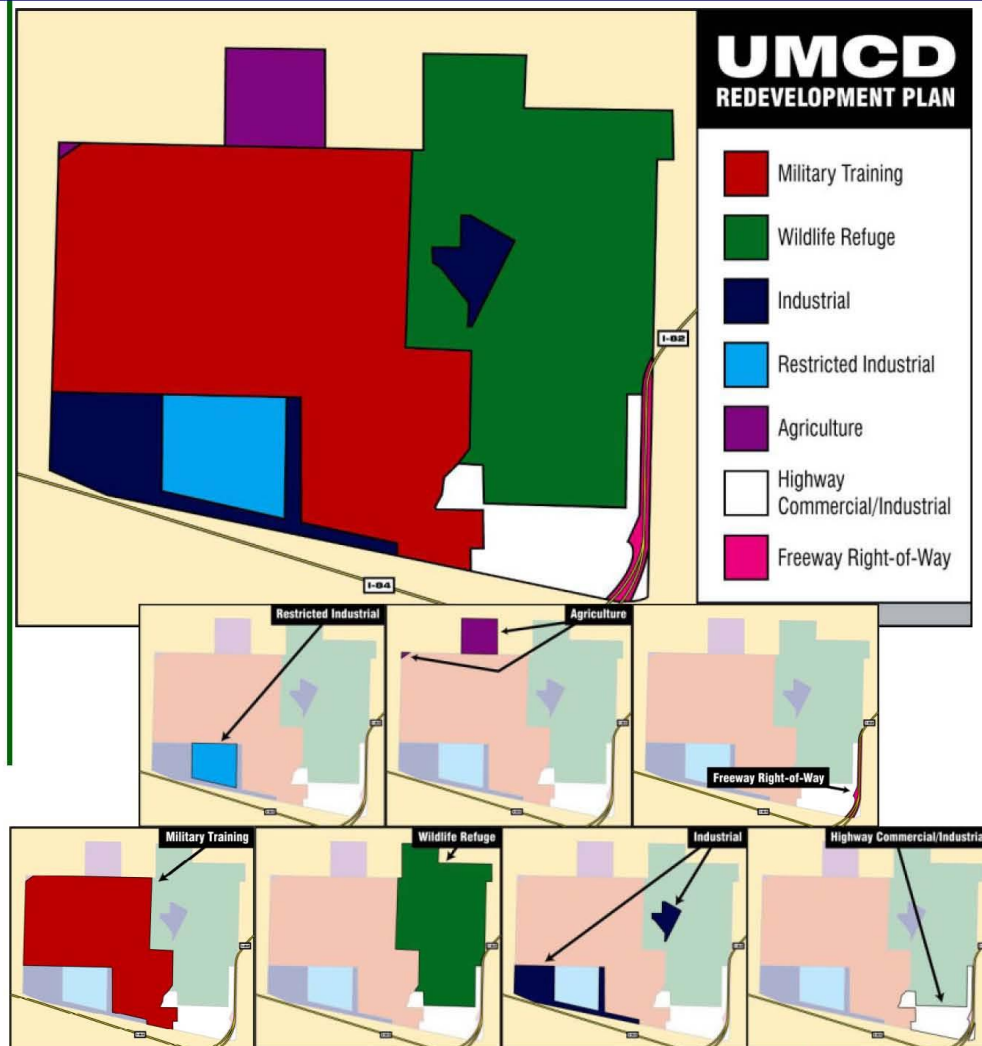 UMCD
REDEVELOPMENT PLAN
Military Training
Wildlife Refuge
Industrial
Restricted Industrial
Agriculture
Highway
Commercial/Industrial
Freeway Right-of-Way
I-82
I-84
Restricted Industrial
Agriculture
Freeway Right-of-Way
Military Training
Wildlife Refuge
Industrial
Highway Commercial/Industrial